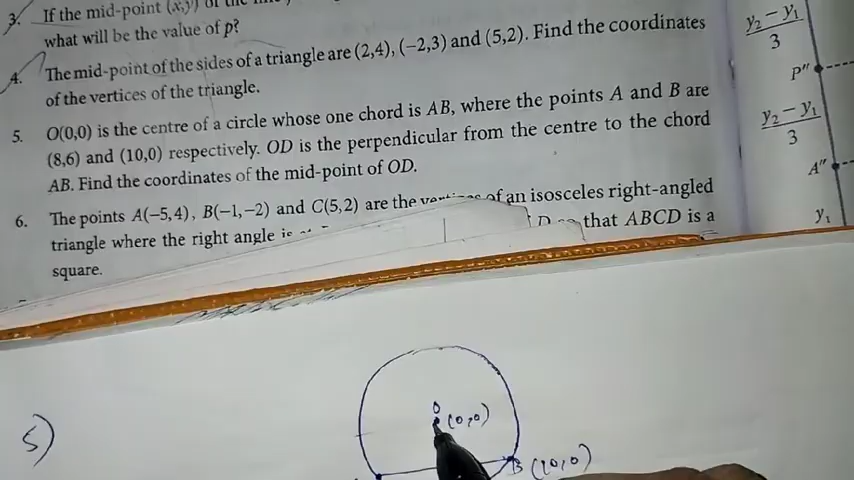 3. If the mid-point (x,y) of the
what will be the value of p?
4. The mid-point of the sides of a triangle are (2,4), (−2,3) and (5,2). Find the coordinates
of the vertices of the triangle.
5. O(0,0) is the centre of a circle whose one chord is AB, where the points A and B are
(8,6) and (10,0) respectively. OD is the perpendicular from the centre to the chord
AB. Find the coordinates of the mid-point of OD.
6. The points A(−5,4), B(−1,−2) and C(5,2) are the of an isosceles right-angled
triangle where the right angle is D so that ABCD is a
square.
y₂ − y₁
3
P″
y₂ − y₁
3
A″
y₁
5)
O
(0,0)
B (10,0)